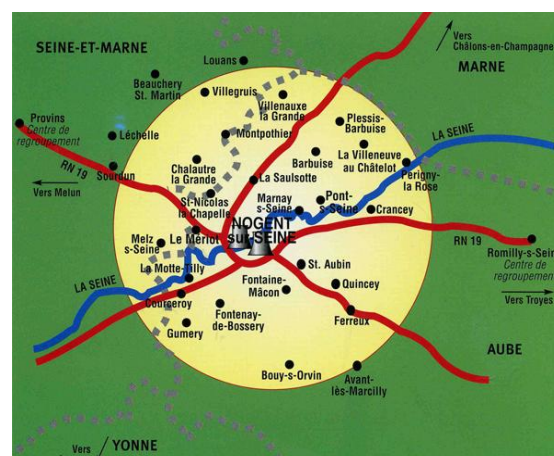 Vers
Châlons-en-Champagne
SEINE-ET-MARNE
Louans
MARNE
Beauchery
St. Martin
Villegruis
Villenauxe
la Grande
Plessis-
Barbuise
Provins
Centre de
regroupement
Léchelle
Montpothier
LA SEINE
RN 19
Sourdun
Chalautre
la Grande
Barbuise
La Villeneuve
au Châtelot
Périgny-
la Rose
La Saulsotte
Vers Melun
St-Nicolas
la Chapelle
Marnay
s-Seine
Pont-
s-Seine
Crancey
NOGENT
sur SEINE
Melz
s-Seine
Le Mériot
RN 19
Romilly-s-Seine
Centre de
regroupement
La Motte-Tilly
St. Aubin
LA SEINE
Courceroy
Fontaine-
Mâcon
Quincey
Vers Troyes
Gumery
Fontenay-
de-Bossery
Ferreux
AUBE
Bouy-s-Orvin
Avant-
lès-Marcilly
Vers
YONNE